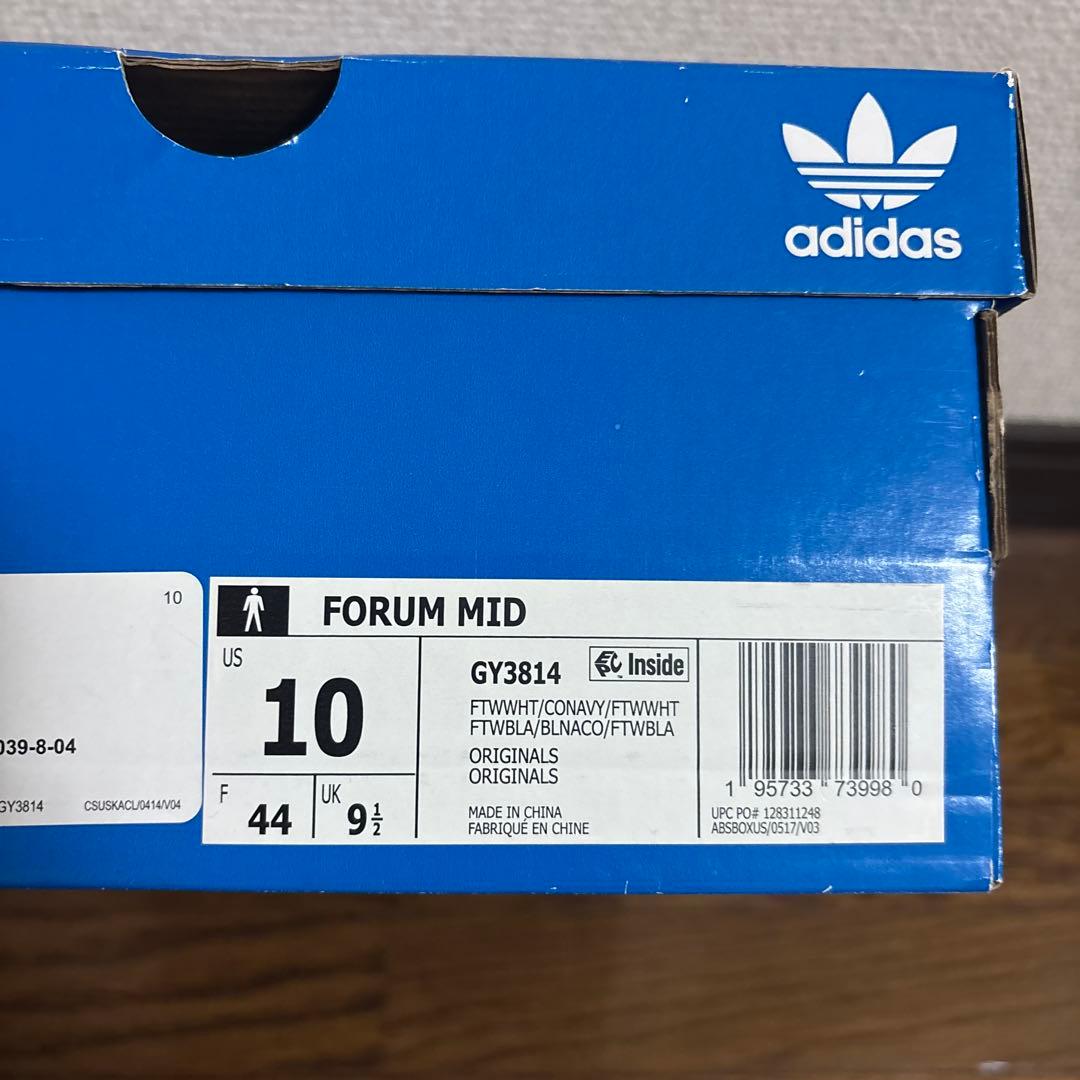 adidas
10
039-8-04
GY3814
CSUSKACL/0414/V04
FORUM MID
US
10
F
44
UK
9 1/2
GY3814
EPC Inside
FTWWHT/CONAVY/FTWWHT
FTWBLA/BLNACO/FTWBLA
ORIGINALS
ORIGINALS
MADE IN CHINA
FABRIQUÉ EN CHINE
1 95733 73998 0
UPC PO# 128311248
ABSBOXUS/0517/V03